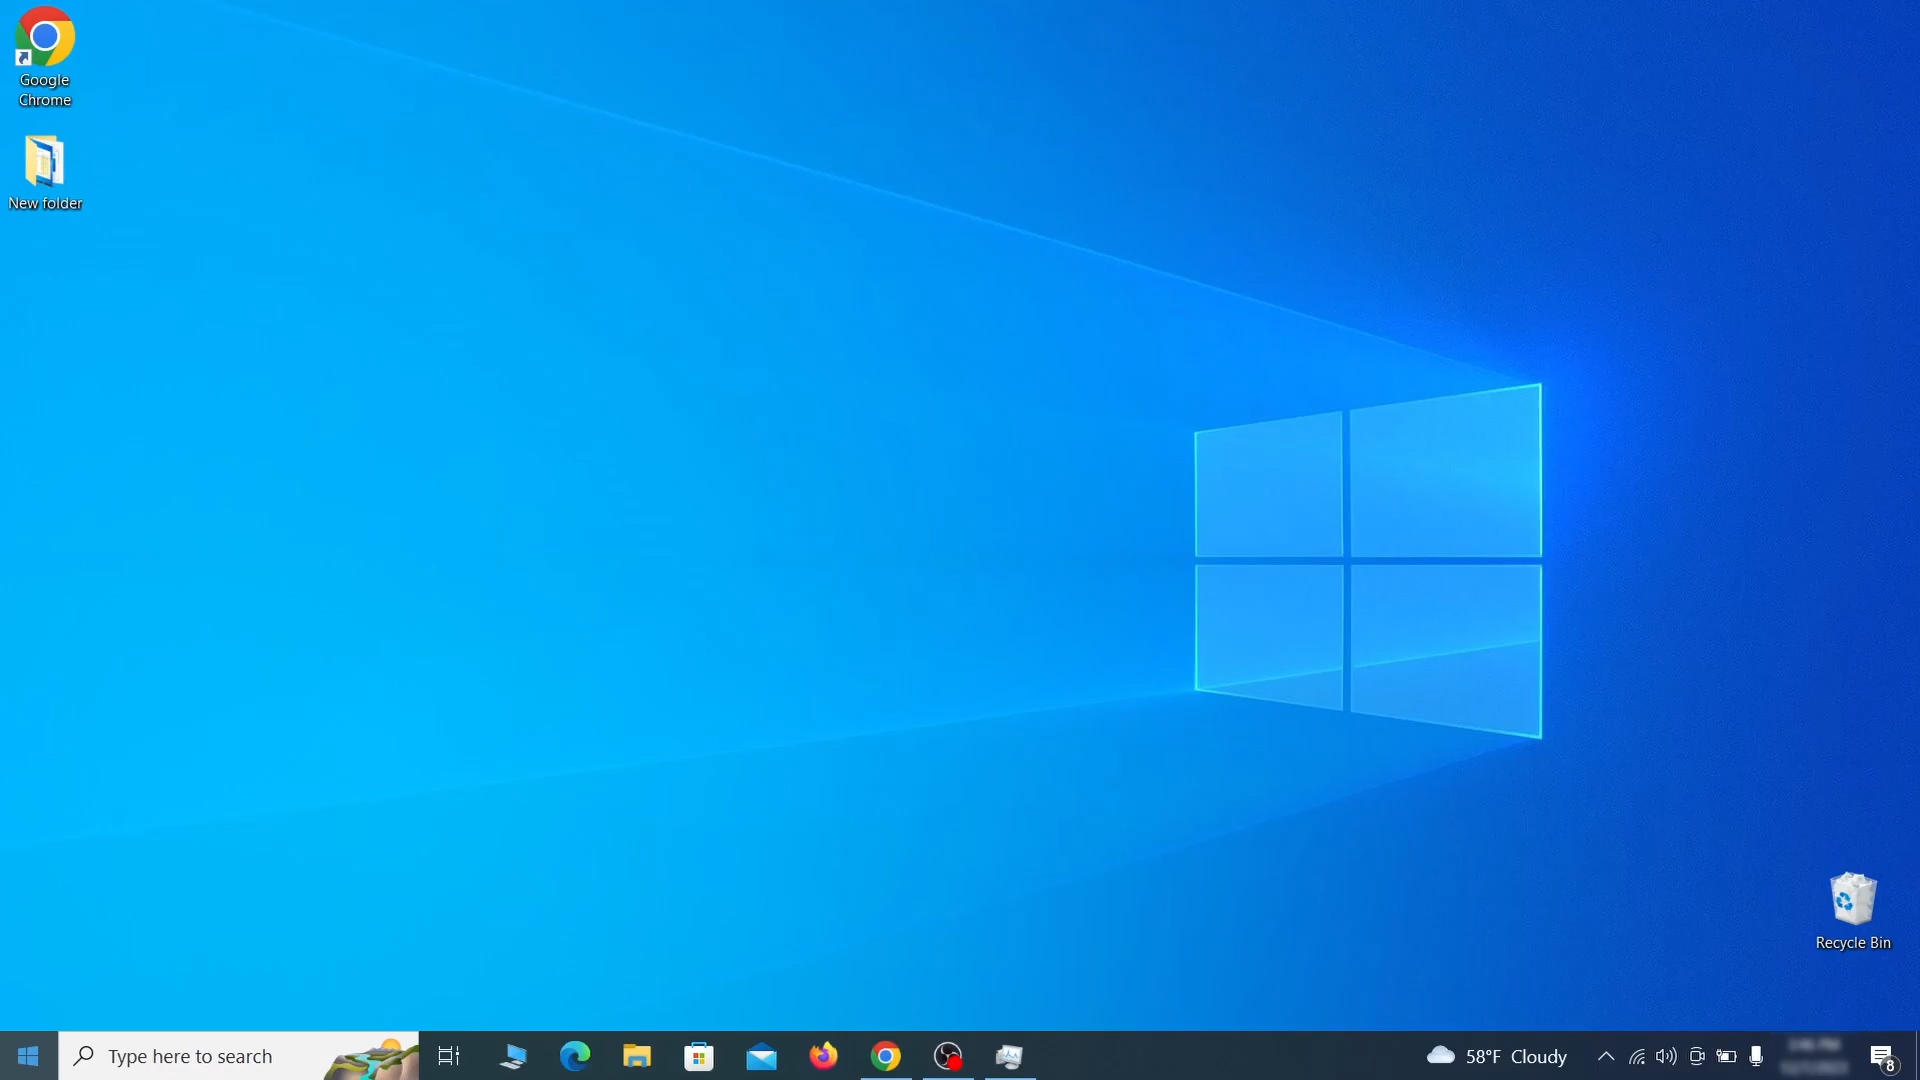 Google
Chrome
New folder
Recycle Bin
Type here to search
58°F Cloudy
8